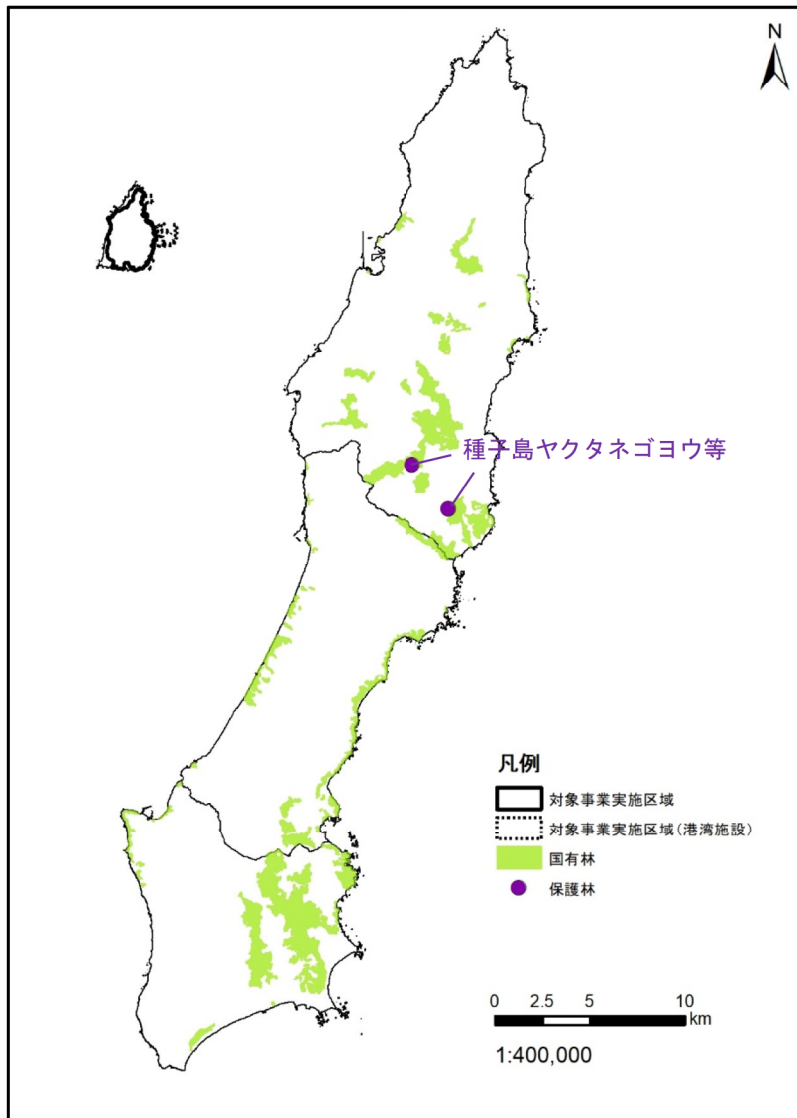 N
種子島ヤクタネゴヨウ等
凡例
対象事業実施区域
対象事業実施区域(港湾施設)
国有林
保護林
0 2.5 5 10
km
1:400,000